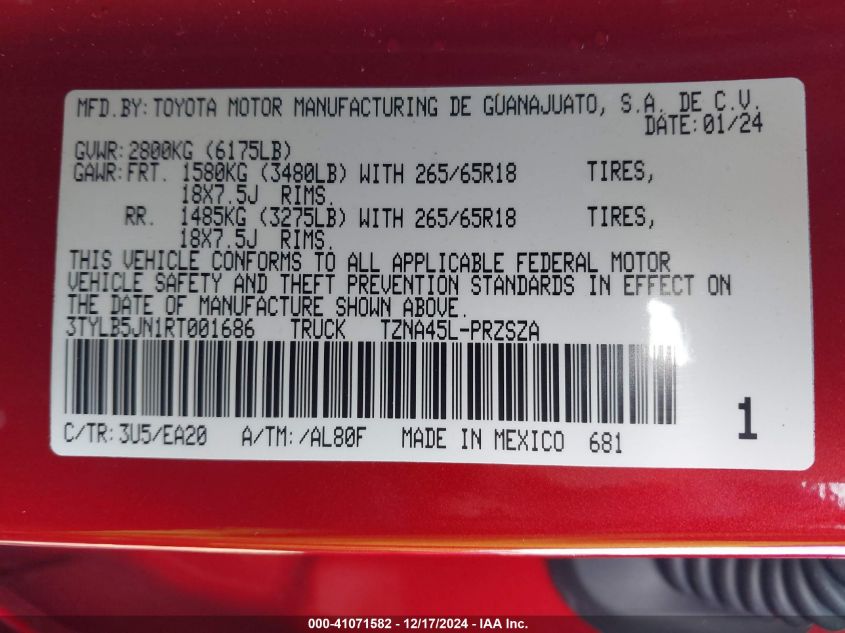 MFD.BY: TOYOTA MOTOR MANUFACTURING DE GUANAJUATO, S.A. DE C.V.
DATE: 01/24
GVWR: 2800KG (6175LB)
GAWR: FRT. 1580KG (3480LB) WITH 265/65R18 TIRES,
18X7.5J RIMS.
RR. 1485KG (3275LB) WITH 265/65R18 TIRES,
18X7.5J RIMS.
THIS VEHICLE CONFORMS TO ALL APPLICABLE FEDERAL MOTOR
VEHICLE SAFETY AND THEFT PREVENTION STANDARDS IN EFFECT ON
THE DATE OF MANUFACTURE SHOWN ABOVE.
3TYLB5JN1RT001686 TRUCK TZNA45L-PRZSZA
C/TR: 3U5/EA20 A/TM: /AL80F MADE IN MEXICO 681 1
000-41071582 - 12/17/2024 - IAA Inc.